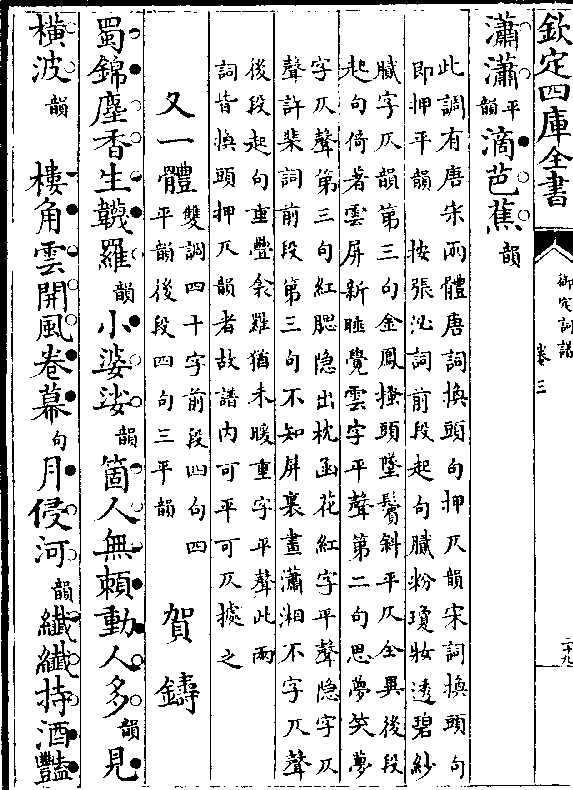 欽定四庫全書
御定詞譜
卷三
二十九
瀟瀟平韻滴芭蕉韻
此調有唐宋兩體唐詞換頭句押仄韻宋詞換頭句
即押平韻　按張泌詞前段起句膩粉瓊妝透碧紗
膩字仄韻第三句金鳳搔頭墜鬢斜平仄全異後段
起句倚著雲屏新睡覺雲字平聲第二句思夢笑夢
字仄聲第三句紅腮隐出枕函花紅字平聲隐字仄
聲許棐詞前段第三句不知屏裏畫瀟湘不字仄聲
後段起句重疊衾羅猶未暖重字平聲此兩
詞皆換頭押仄韻者故譜内可平可仄據之
又一體
雙調四十字前段四句四
平韻後段四句三平韻
賀鑄
蜀錦塵香生韈羅韻小婆娑韻箇人無頼動人多韻見
横波韻　樓角雲開風卷幕句月侵河韻纖纖持酒豔